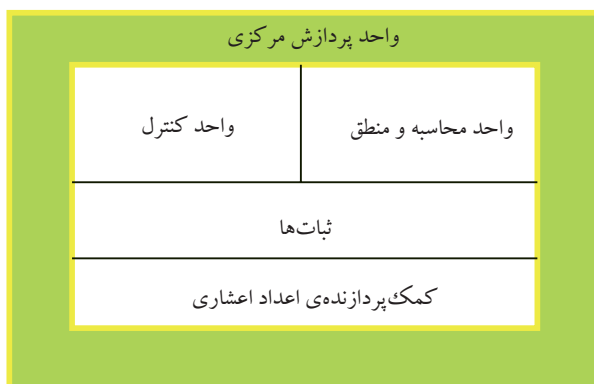 واحد پردازش مرکزی
واحد محاسبه و منطق
واحد کنترل
ثبات‌ها
کمک‌پردازنده‌ی اعداد اعشاری